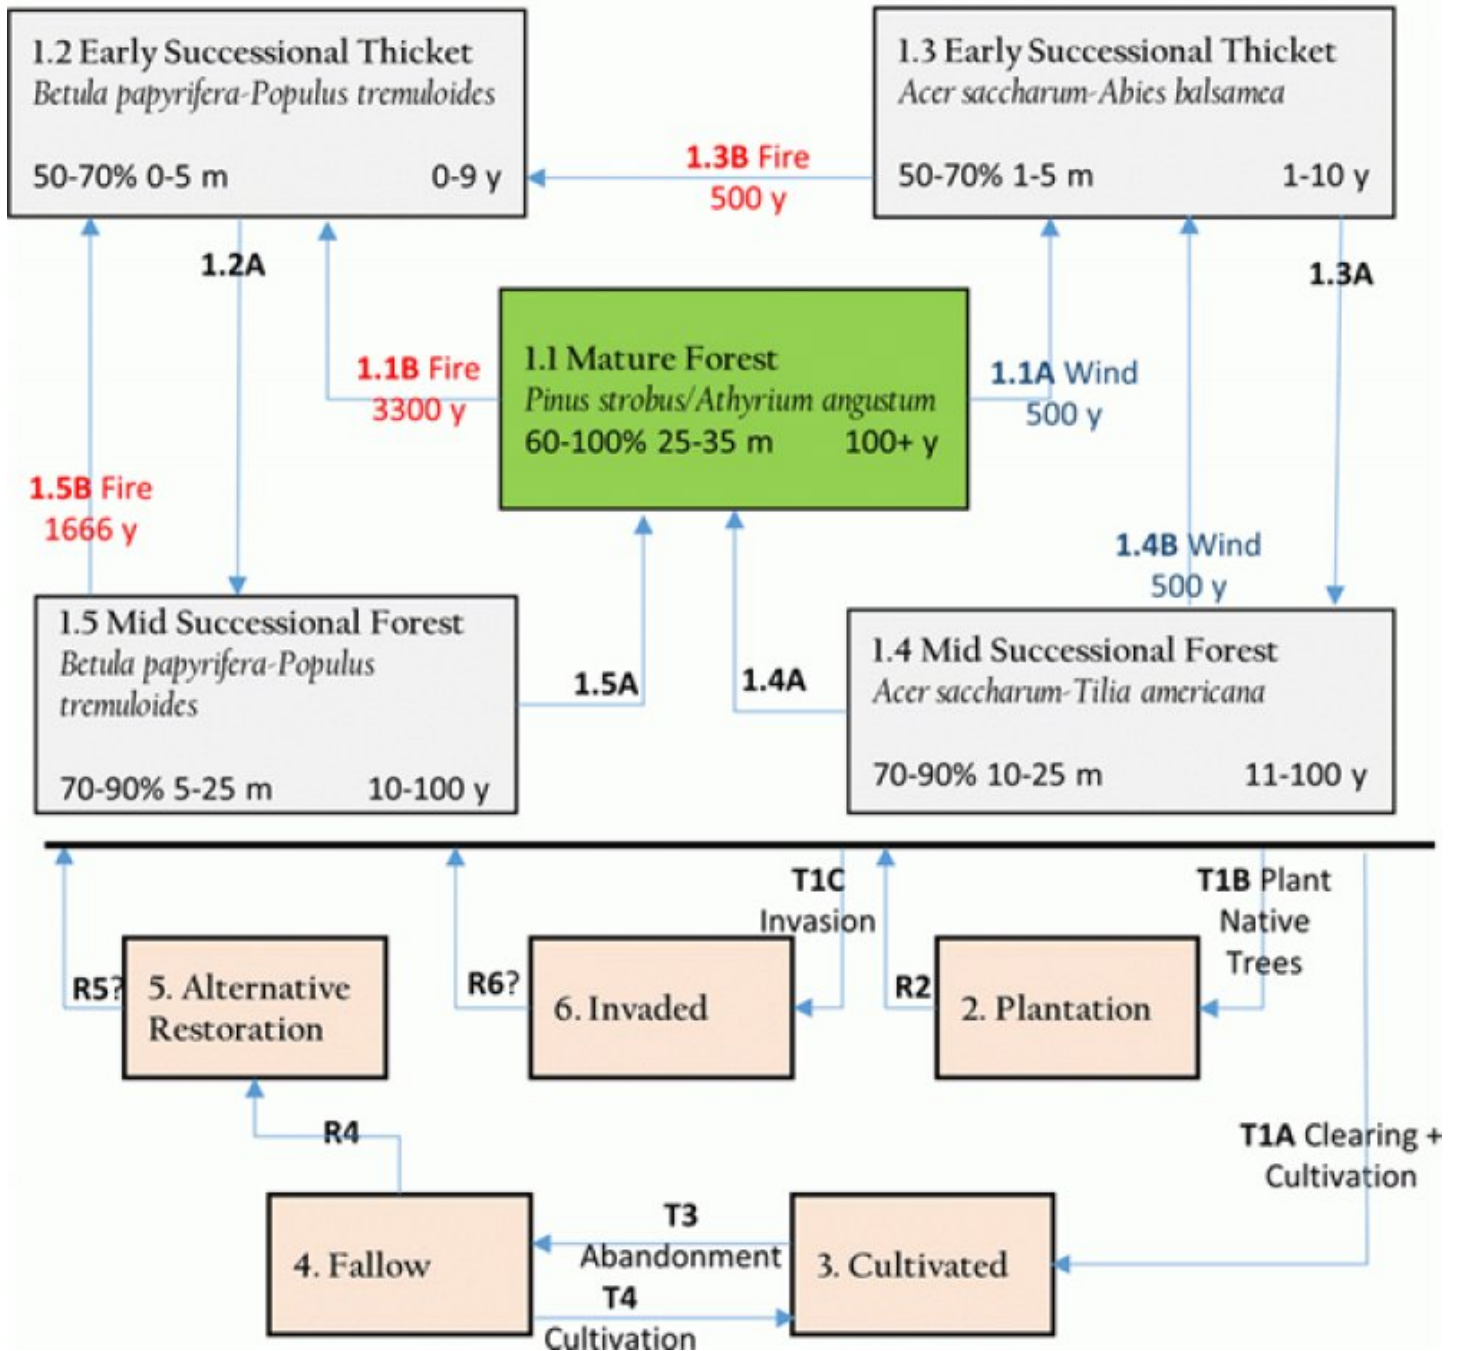 1.2 Early Successional Thicket
Betula papyrifera-Populus tremuloides
50-70% 0-5 m 0-9 y
1.3B Fire
500 y
1.3 Early Successional Thicket
Acer saccharum-Abies balsamea
50-70% 1-5 m 1-10 y
1.2A
1.3A
1.1B Fire
3300 y
1.1 Mature Forest
Pinus strobus/Athyrium angustum
60-100% 25-35 m 100+ y
1.1A Wind
500 y
1.5B Fire
1666 y
1.4B Wind
500 y
1.5 Mid Successional Forest
Betula papyrifera-Populus
tremuloides
70-90% 5-25 m 10-100 y
1.5A
1.4A
1.4 Mid Successional Forest
Acer saccharum-Tilia americana
70-90% 10-25 m 11-100 y
T1C
Invasion
T1B Plant
Native
Trees
R5?
5. Alternative
Restoration
R6?
6. Invaded
R2
2. Plantation
R4
T1A Clearing +
Cultivation
4. Fallow
T3
Abandonment
T4
Cultivation
3. Cultivated